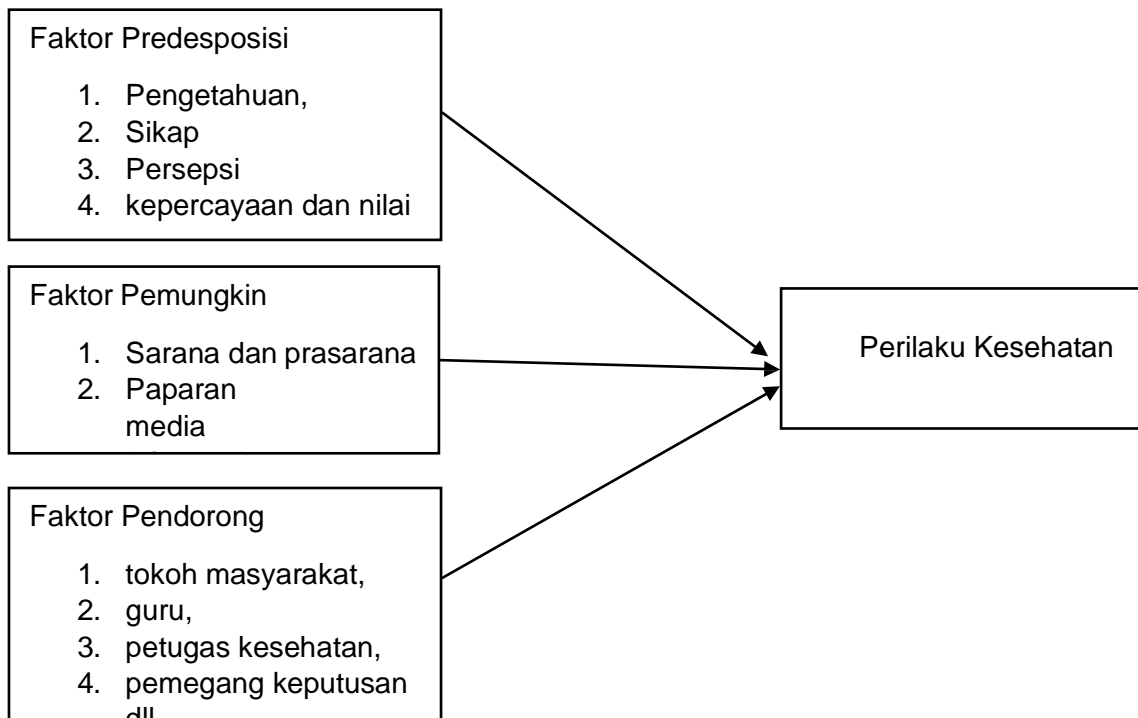 Faktor Predesposisi
1. Pengetahuan,
2. Sikap
3. Persepsi
4. kepercayaan dan nilai
Faktor Pemungkin
1. Sarana dan prasarana
2. Paparan
media
Faktor Pendorong
1. tokoh masyarakat,
2. guru,
3. petugas kesehatan,
4. pemegang keputusan
dll
Perilaku Kesehatan